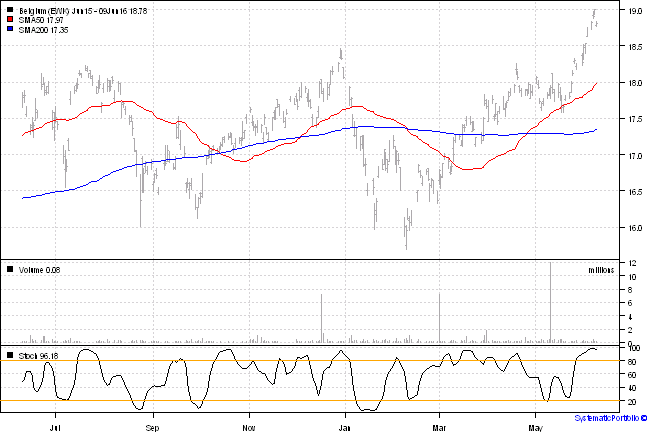 Belgium (EWK) Jun15 - 09Jun16 18.78
SMA50 17.97
SMA200 17.35
19.0
18.5
18.0
17.5
17.0
16.5
16.0
Volume 0.08
12
millions
10
8
6
4
2
0
Stoch 96.18
100
80
60
40
20
Jul
Sep
Nov
Jan
Mar
May
SystematicPortfolio ©